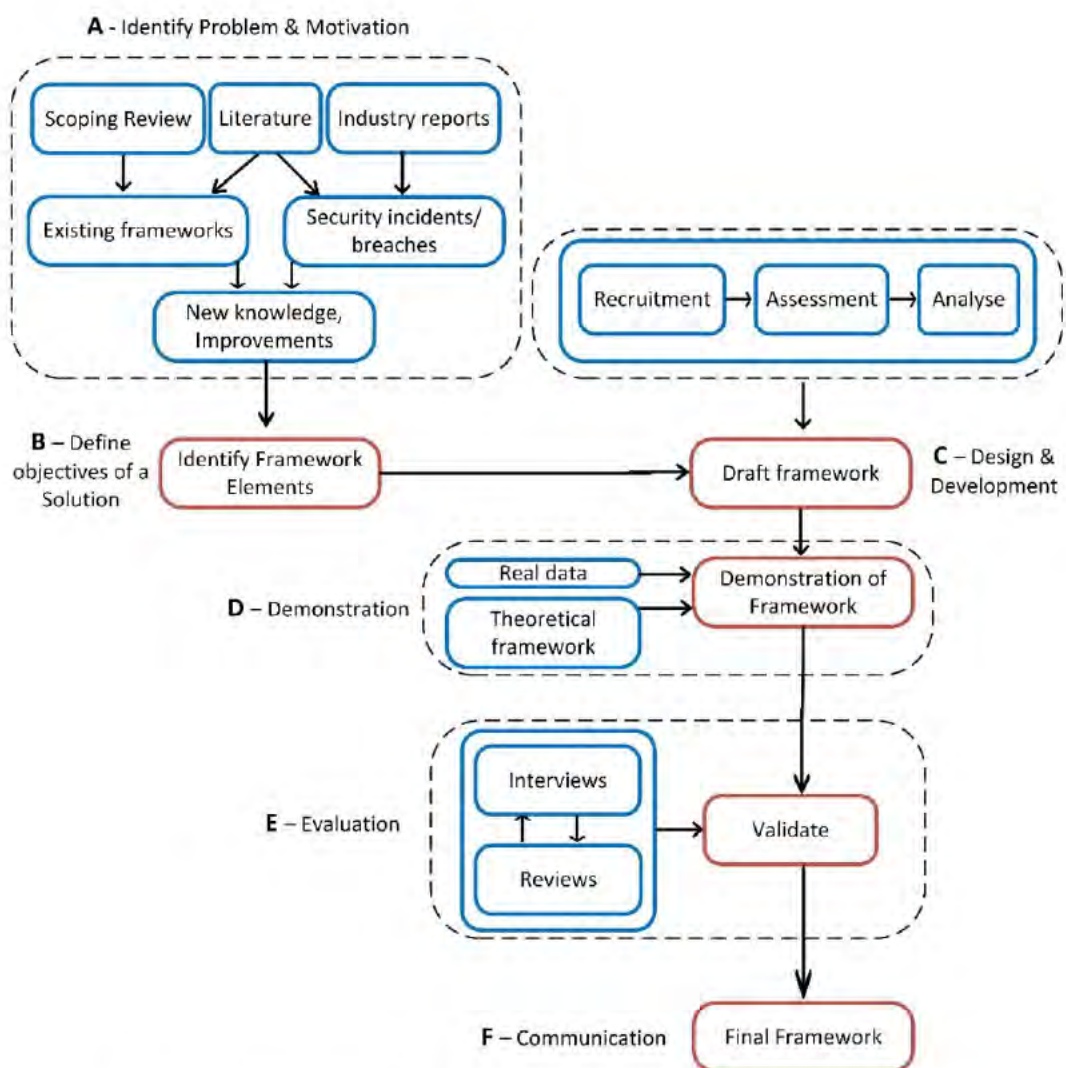 A - Identify Problem & Motivation
Scoping Review
Literature
Industry reports
Existing frameworks
Security incidents/
breaches
New knowledge,
Improvements
Recruitment
Assessment
Analyse
B – Define
objectives of a
Solution
Identify Framework
Elements
Draft framework
C – Design &
Development
D – Demonstration
Real data
Theoretical
framework
Demonstration of
Framework
E – Evaluation
Interviews
Reviews
Validate
F – Communication
Final Framework